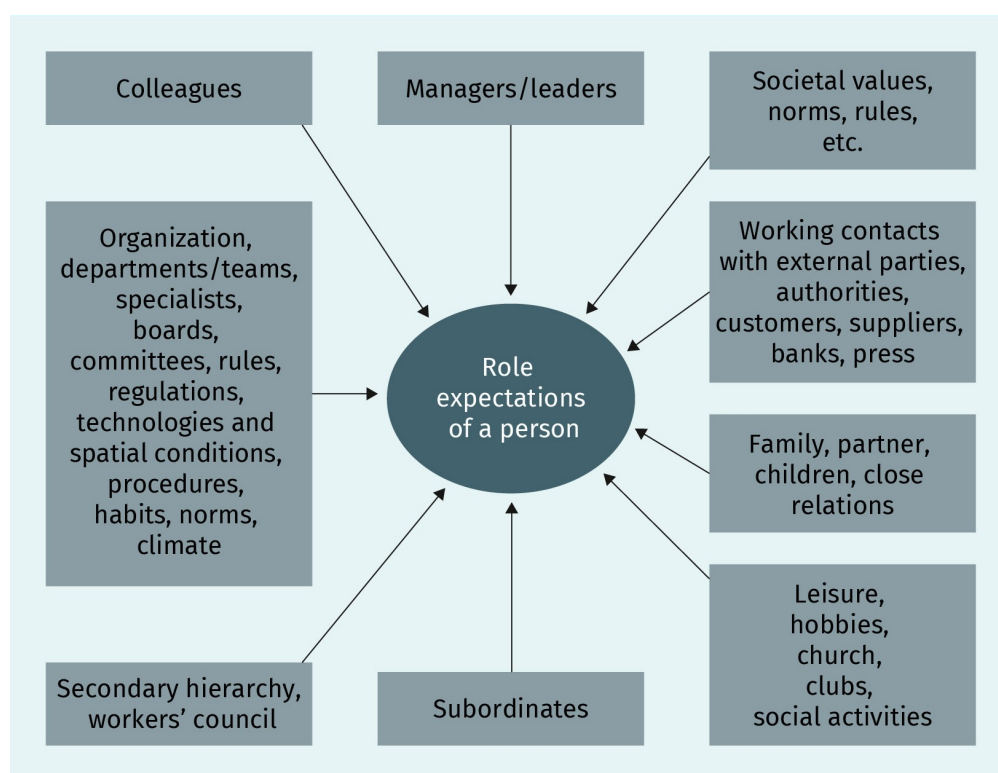 Colleagues
Managers/leaders
Societal values,
norms, rules,
etc.
Organization,
departments/teams,
specialists,
boards,
committees, rules,
regulations,
technologies and
spatial conditions,
procedures,
habits, norms,
climate
Working contacts
with external parties,
authorities,
customers, suppliers,
banks, press
Role
expectations
of a person
Family, partner,
children, close
relations
Leisure,
hobbies,
church,
clubs,
social activities
Secondary hierarchy,
workers’ council
Subordinates